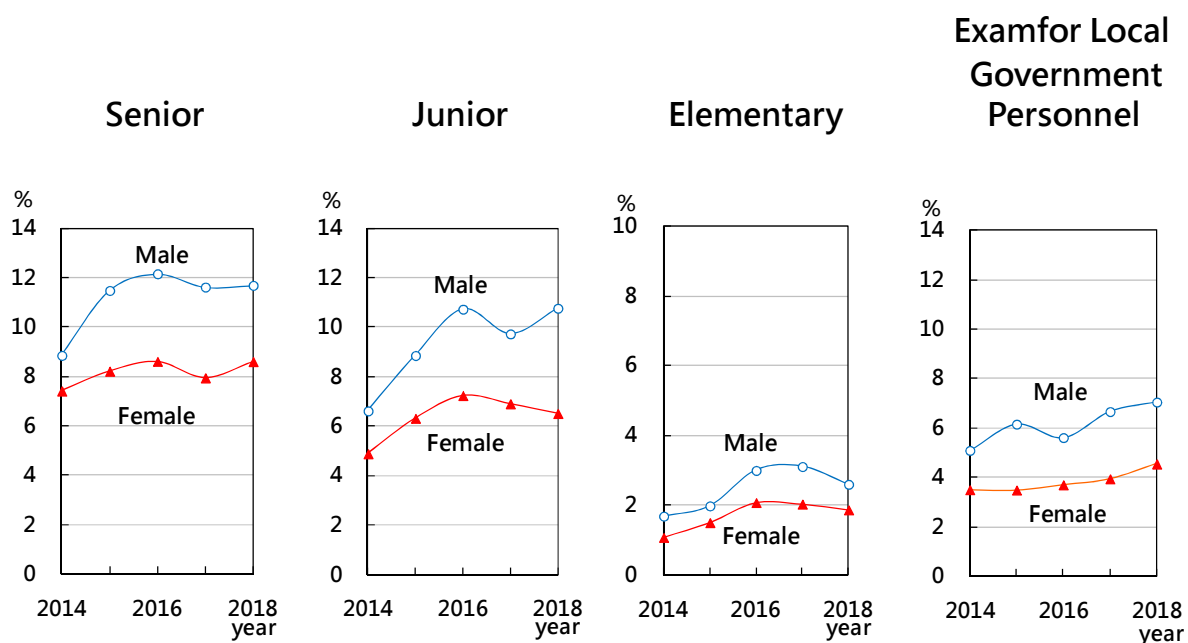 Senior
%
14
12
10
8
6
4
2
0
Male
Female
2014 2016 2018
year
Junior
%
14
12
10
8
6
4
2
0
Male
Female
2014 2016 2018
year
Elementary
%
10
8
6
4
2
0
Male
Female
2014 2016 2018
year
Examfor Local
Government
Personnel
%
14
12
10
8
6
4
2
0
Male
Female
2014 2016 2018
year